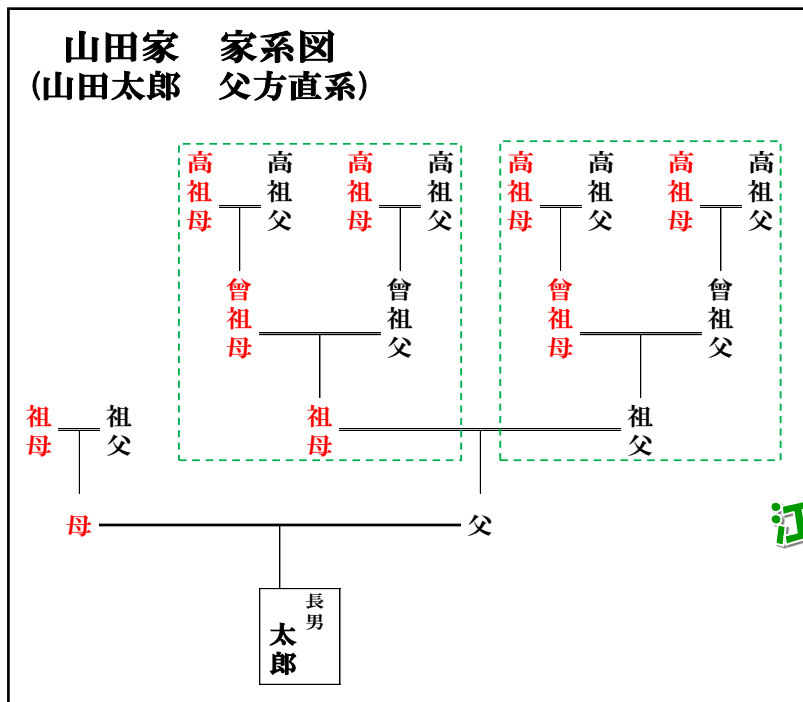 山田家　家系図
(山田太郎　父方直系)
高祖母
高祖父
高祖母
高祖父
高祖母
高祖父
高祖母
高祖父
曾祖母
曾祖父
曾祖母
曾祖父
祖母
祖父
祖母
祖父
母
父
長男
太郎
江